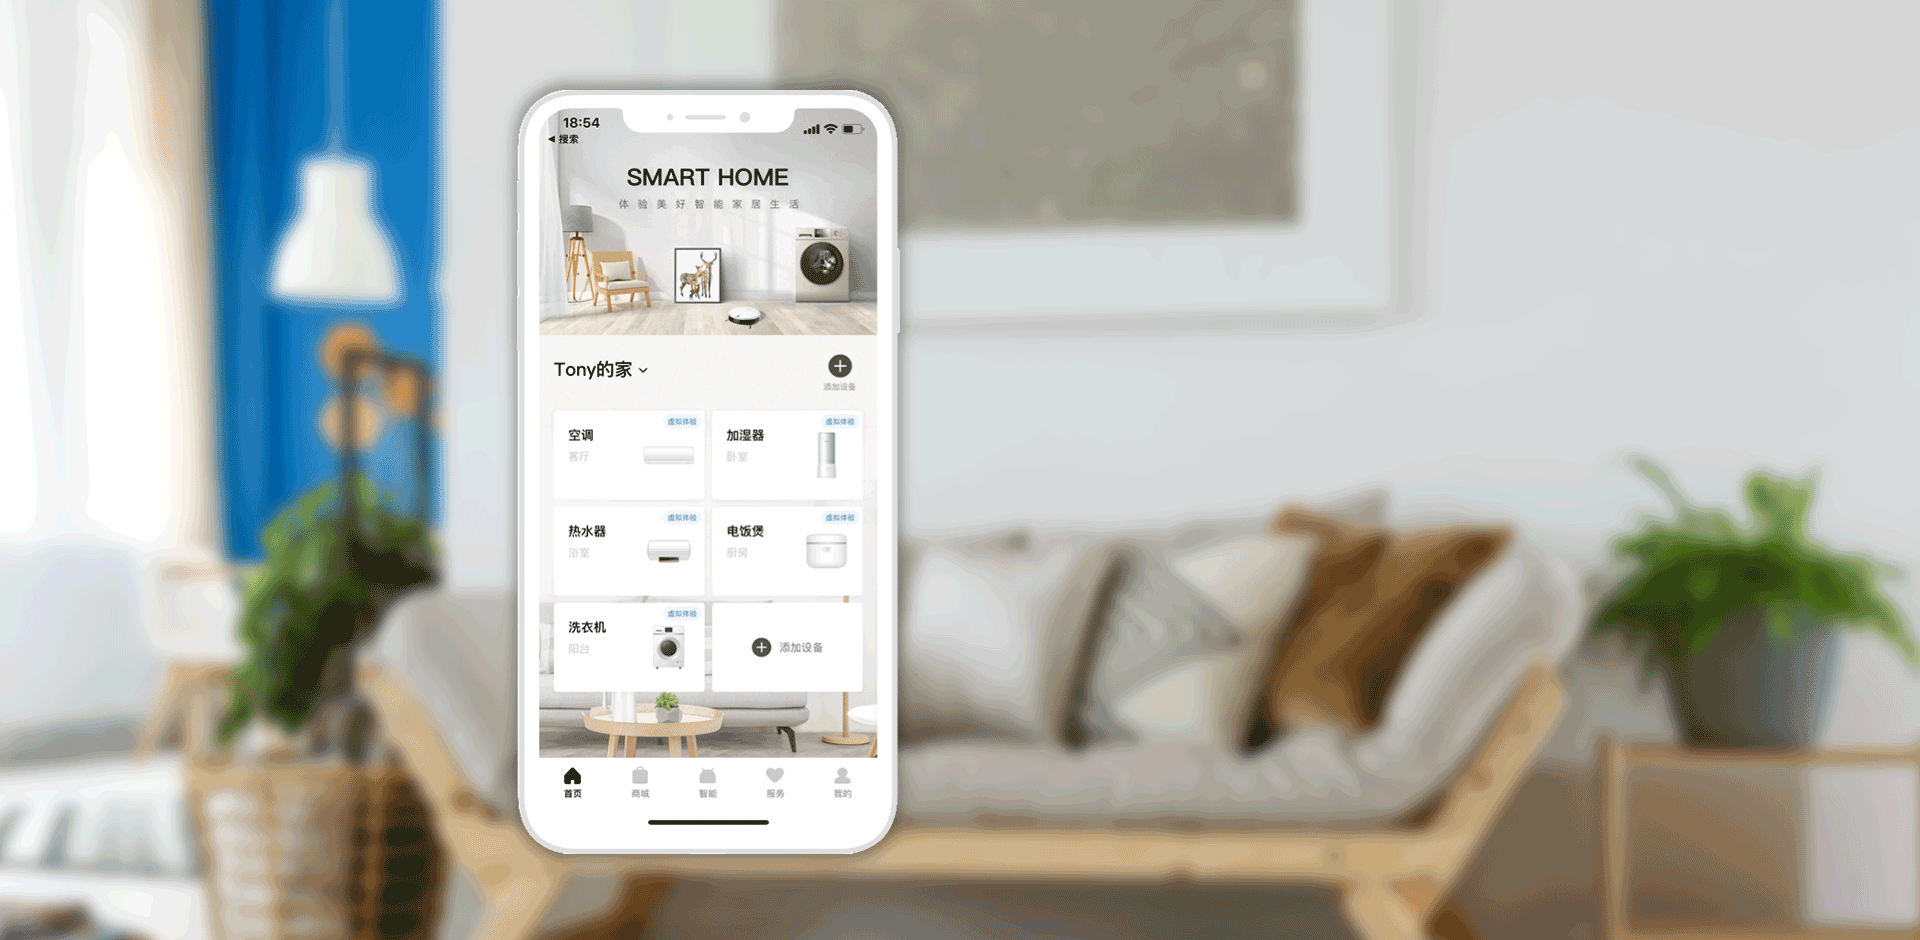 18:54
◀ 搜索
SMART HOME
体验美好智能家居生活
Tony的家
添加设备
虚拟体验
空调
客厅
虚拟体验
加湿器
卧室
虚拟体验
热水器
浴室
虚拟体验
电饭煲
厨房
虚拟体验
洗衣机
阳台
添加设备
首页
商城
智能
服务
我的